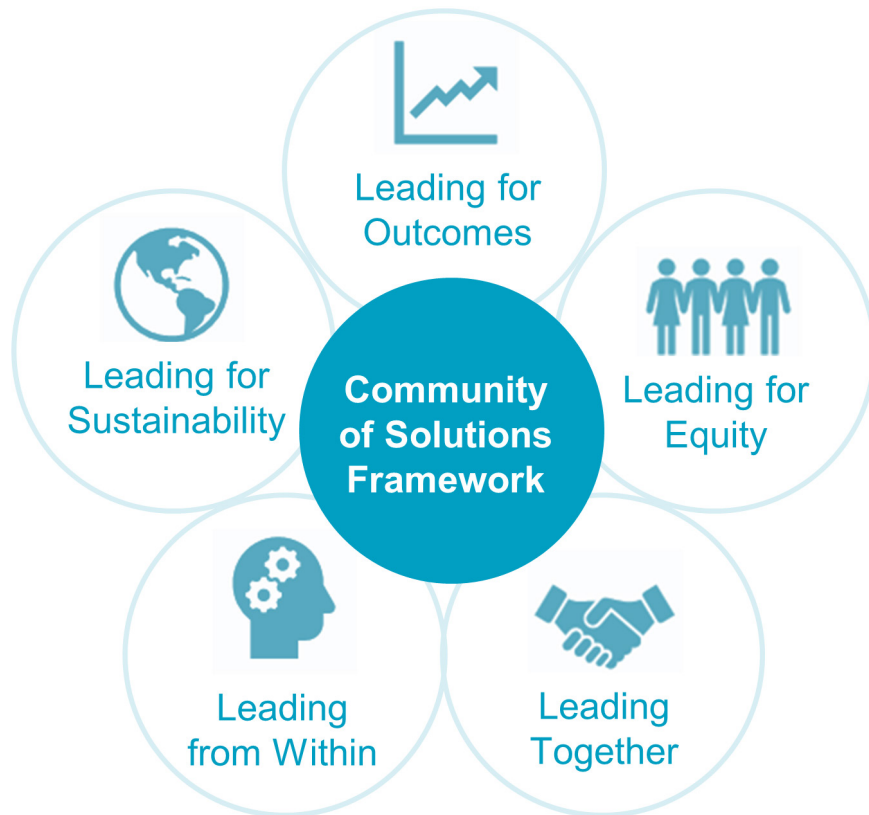 Leading for
Outcomes
Leading for
Sustainability
Community
of Solutions
Framework
Leading for
Equity
Leading
from Within
Leading
Together